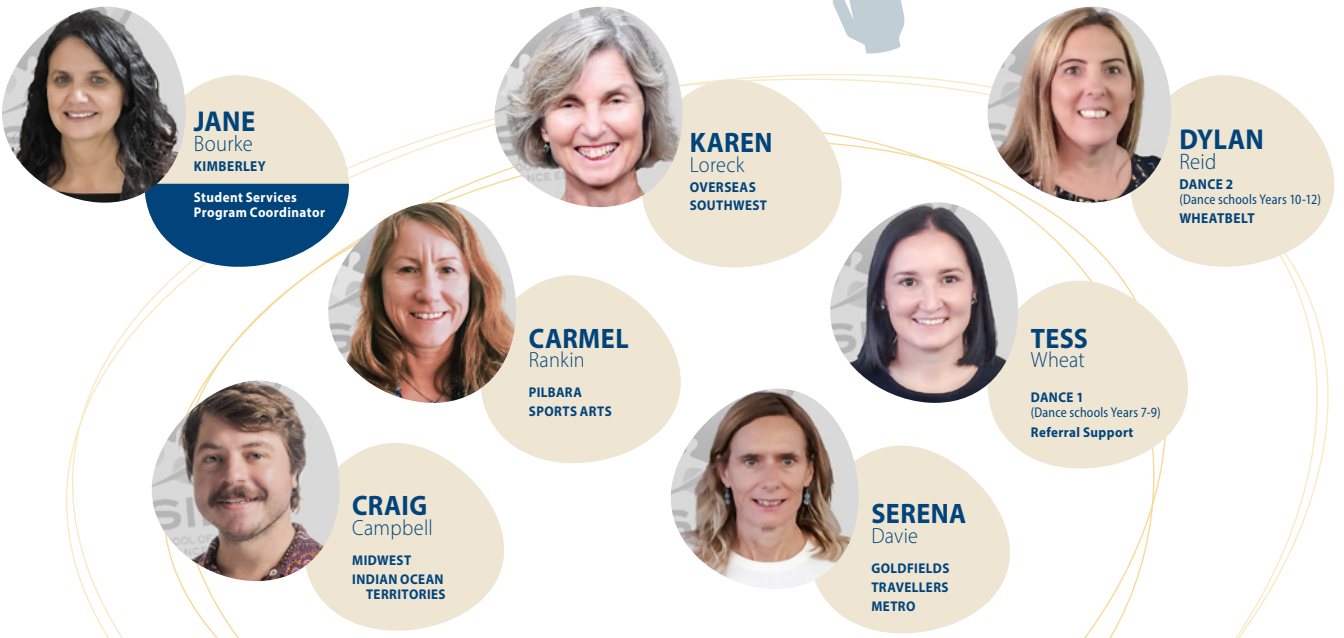 JANE
Bourke
KIMBERLEY
Student Services
Program Coordinator
KAREN
Loreck
OVERSEAS
SOUTHWEST
DYLAN
Reid
DANCE 2
(Dance schools Years 10-12)
WHEATBELT
CARMEL
Rankin
PILBARA
SPORTS ARTS
TESS
Wheat
DANCE 1
(Dance schools Years 7-9)
Referral Support
CRAIG
Campbell
MIDWEST
INDIAN OCEAN
TERRITORIES
SERENA
Davie
GOLDFIELDS
TRAVELLERS
METRO